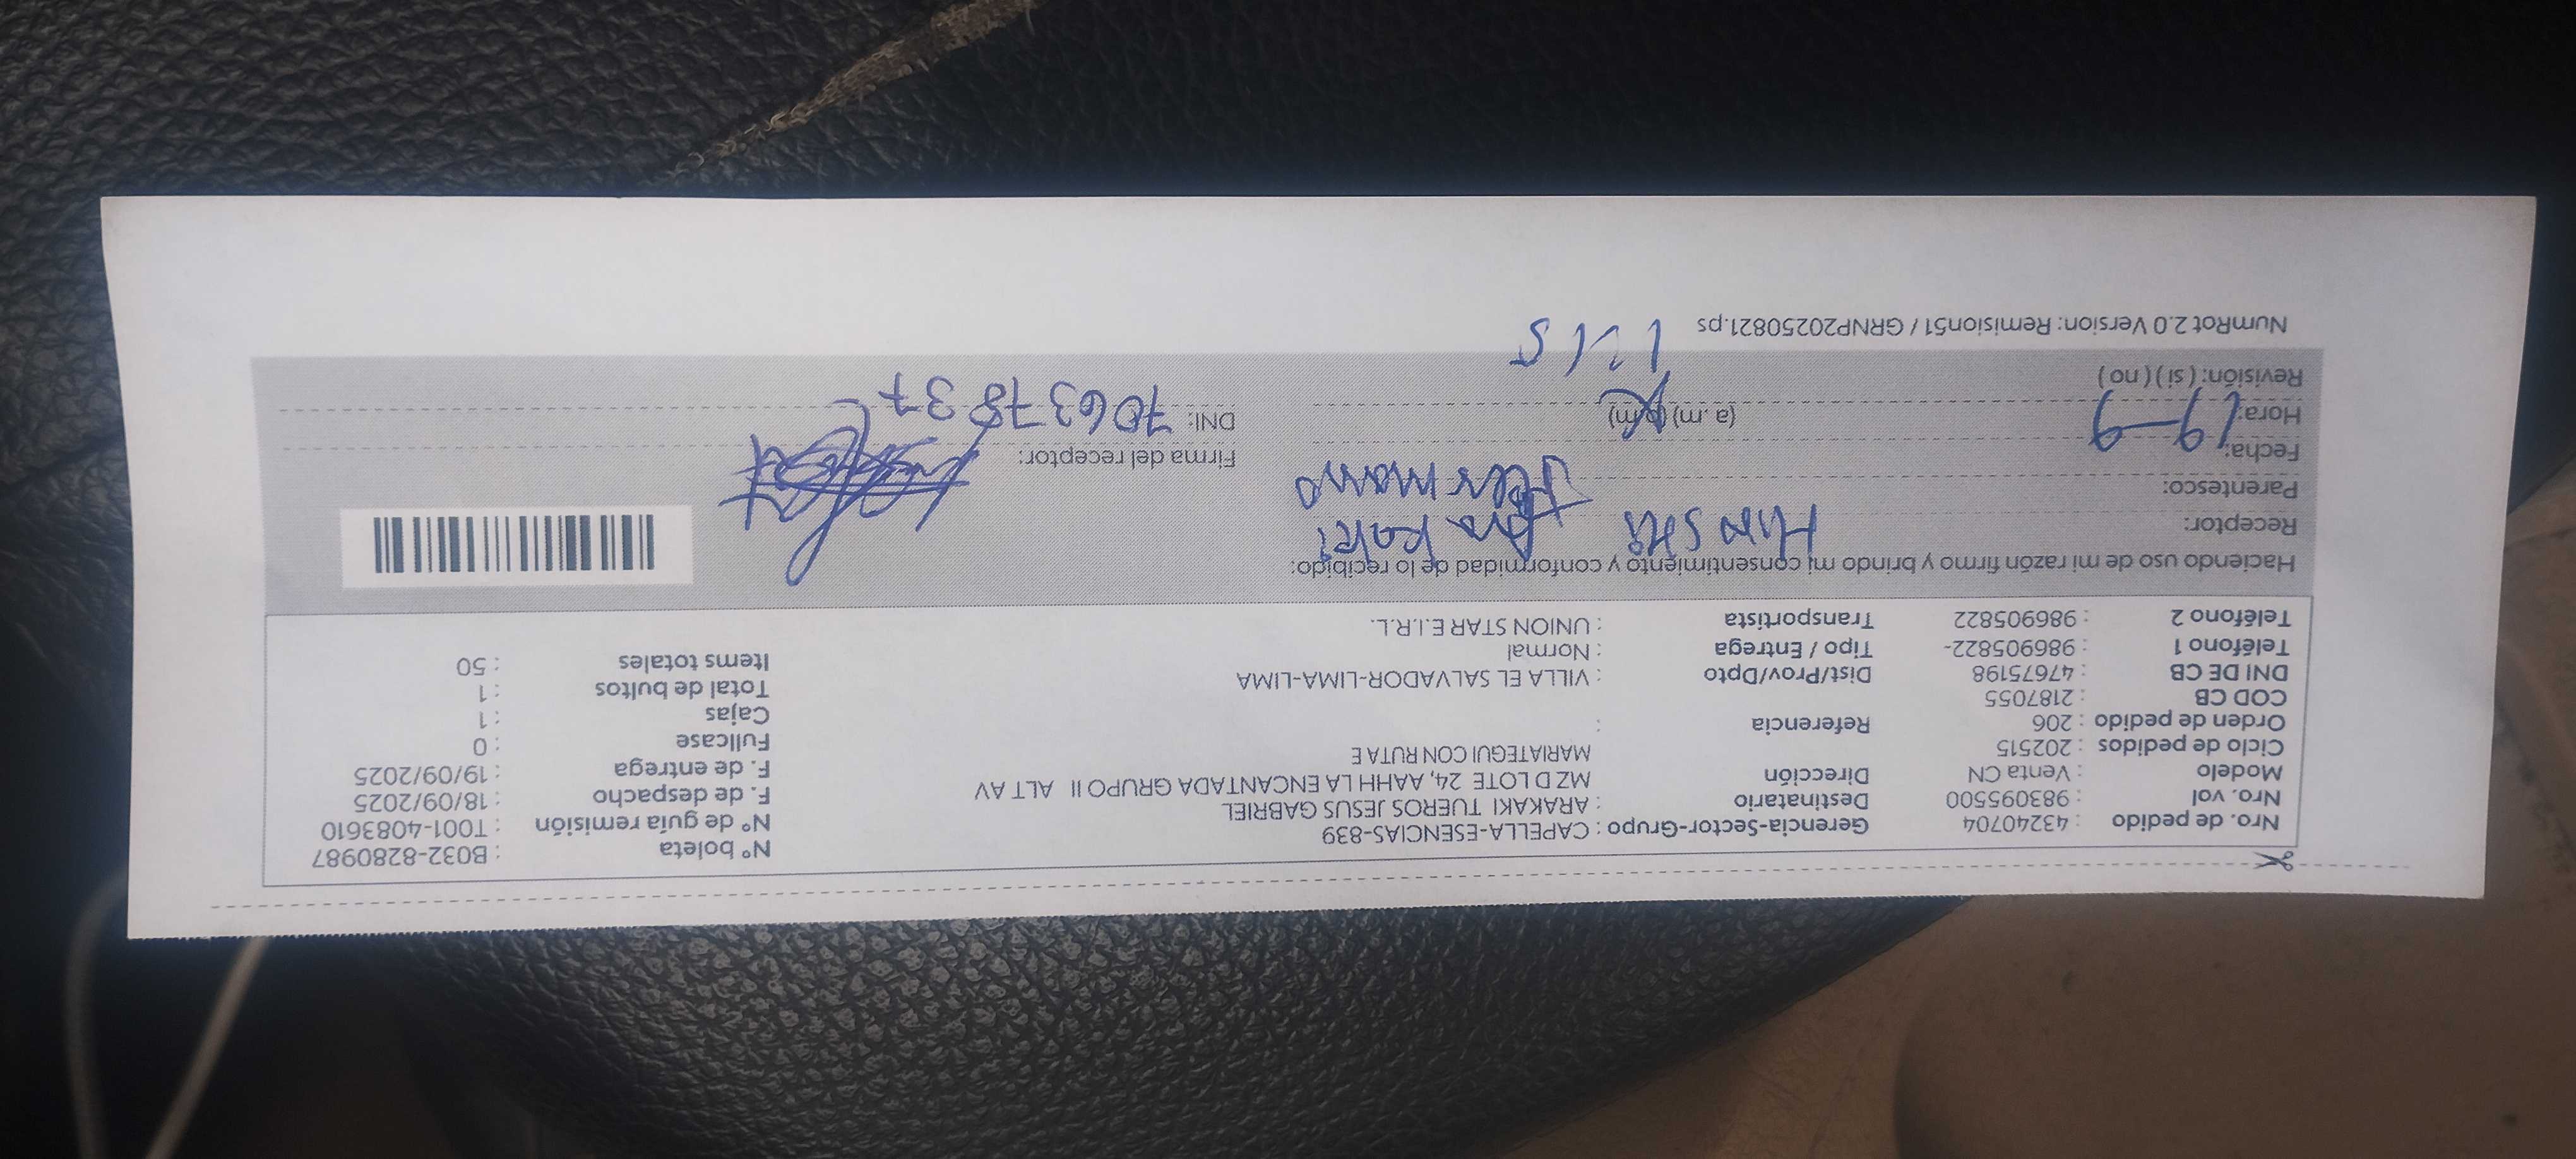 Nro. de pedido : 43240704 Gerencia-Sector-Grupo : CAPELLA-ESENCIAS-839 N° boleta : B032-8280987
Nro. vol : 983095500 Destinatario : ARAKAKI TUEROS JESUS GABRIEL N° de guía remisión : T001-4083610
Modelo : Venta CN Dirección MZ D LOTE 24, AAHH LA ENCANTADA GRUPO II ALT AV F. de despacho : 18/09/2025
Ciclo de pedidos : 202515 MARIATEGUI CON RUTA E F. de entrega : 19/09/2025
Orden de pedido : 206 Referencia : Fullcase : 0
COD CB : 2187055 Cajas : 1
DNI DE CB : 47675198 Dist/Prov/Dpto : VILLA EL SALVADOR-LIMA-LIMA Total de bultos : 1
Teléfono 1 : 986905822- Tipo / Entrega : Normal Items totales : 50
Teléfono 2 : 986905822 Transportista : UNION STAR E.I.R.L.
Haciendo uso de mi razón firmo y brindo mi consentimiento y conformidad de lo recibido:
Receptor: Arakaki
Parentesco: Hermano
Fecha: 19-9 Firma del receptor:
Hora: (a. m) (p.m) DNI: 70637837
Revisión: ( si ) ( no )
NumRot 2.0 Version: Remision51 / GRNP20250821.ps